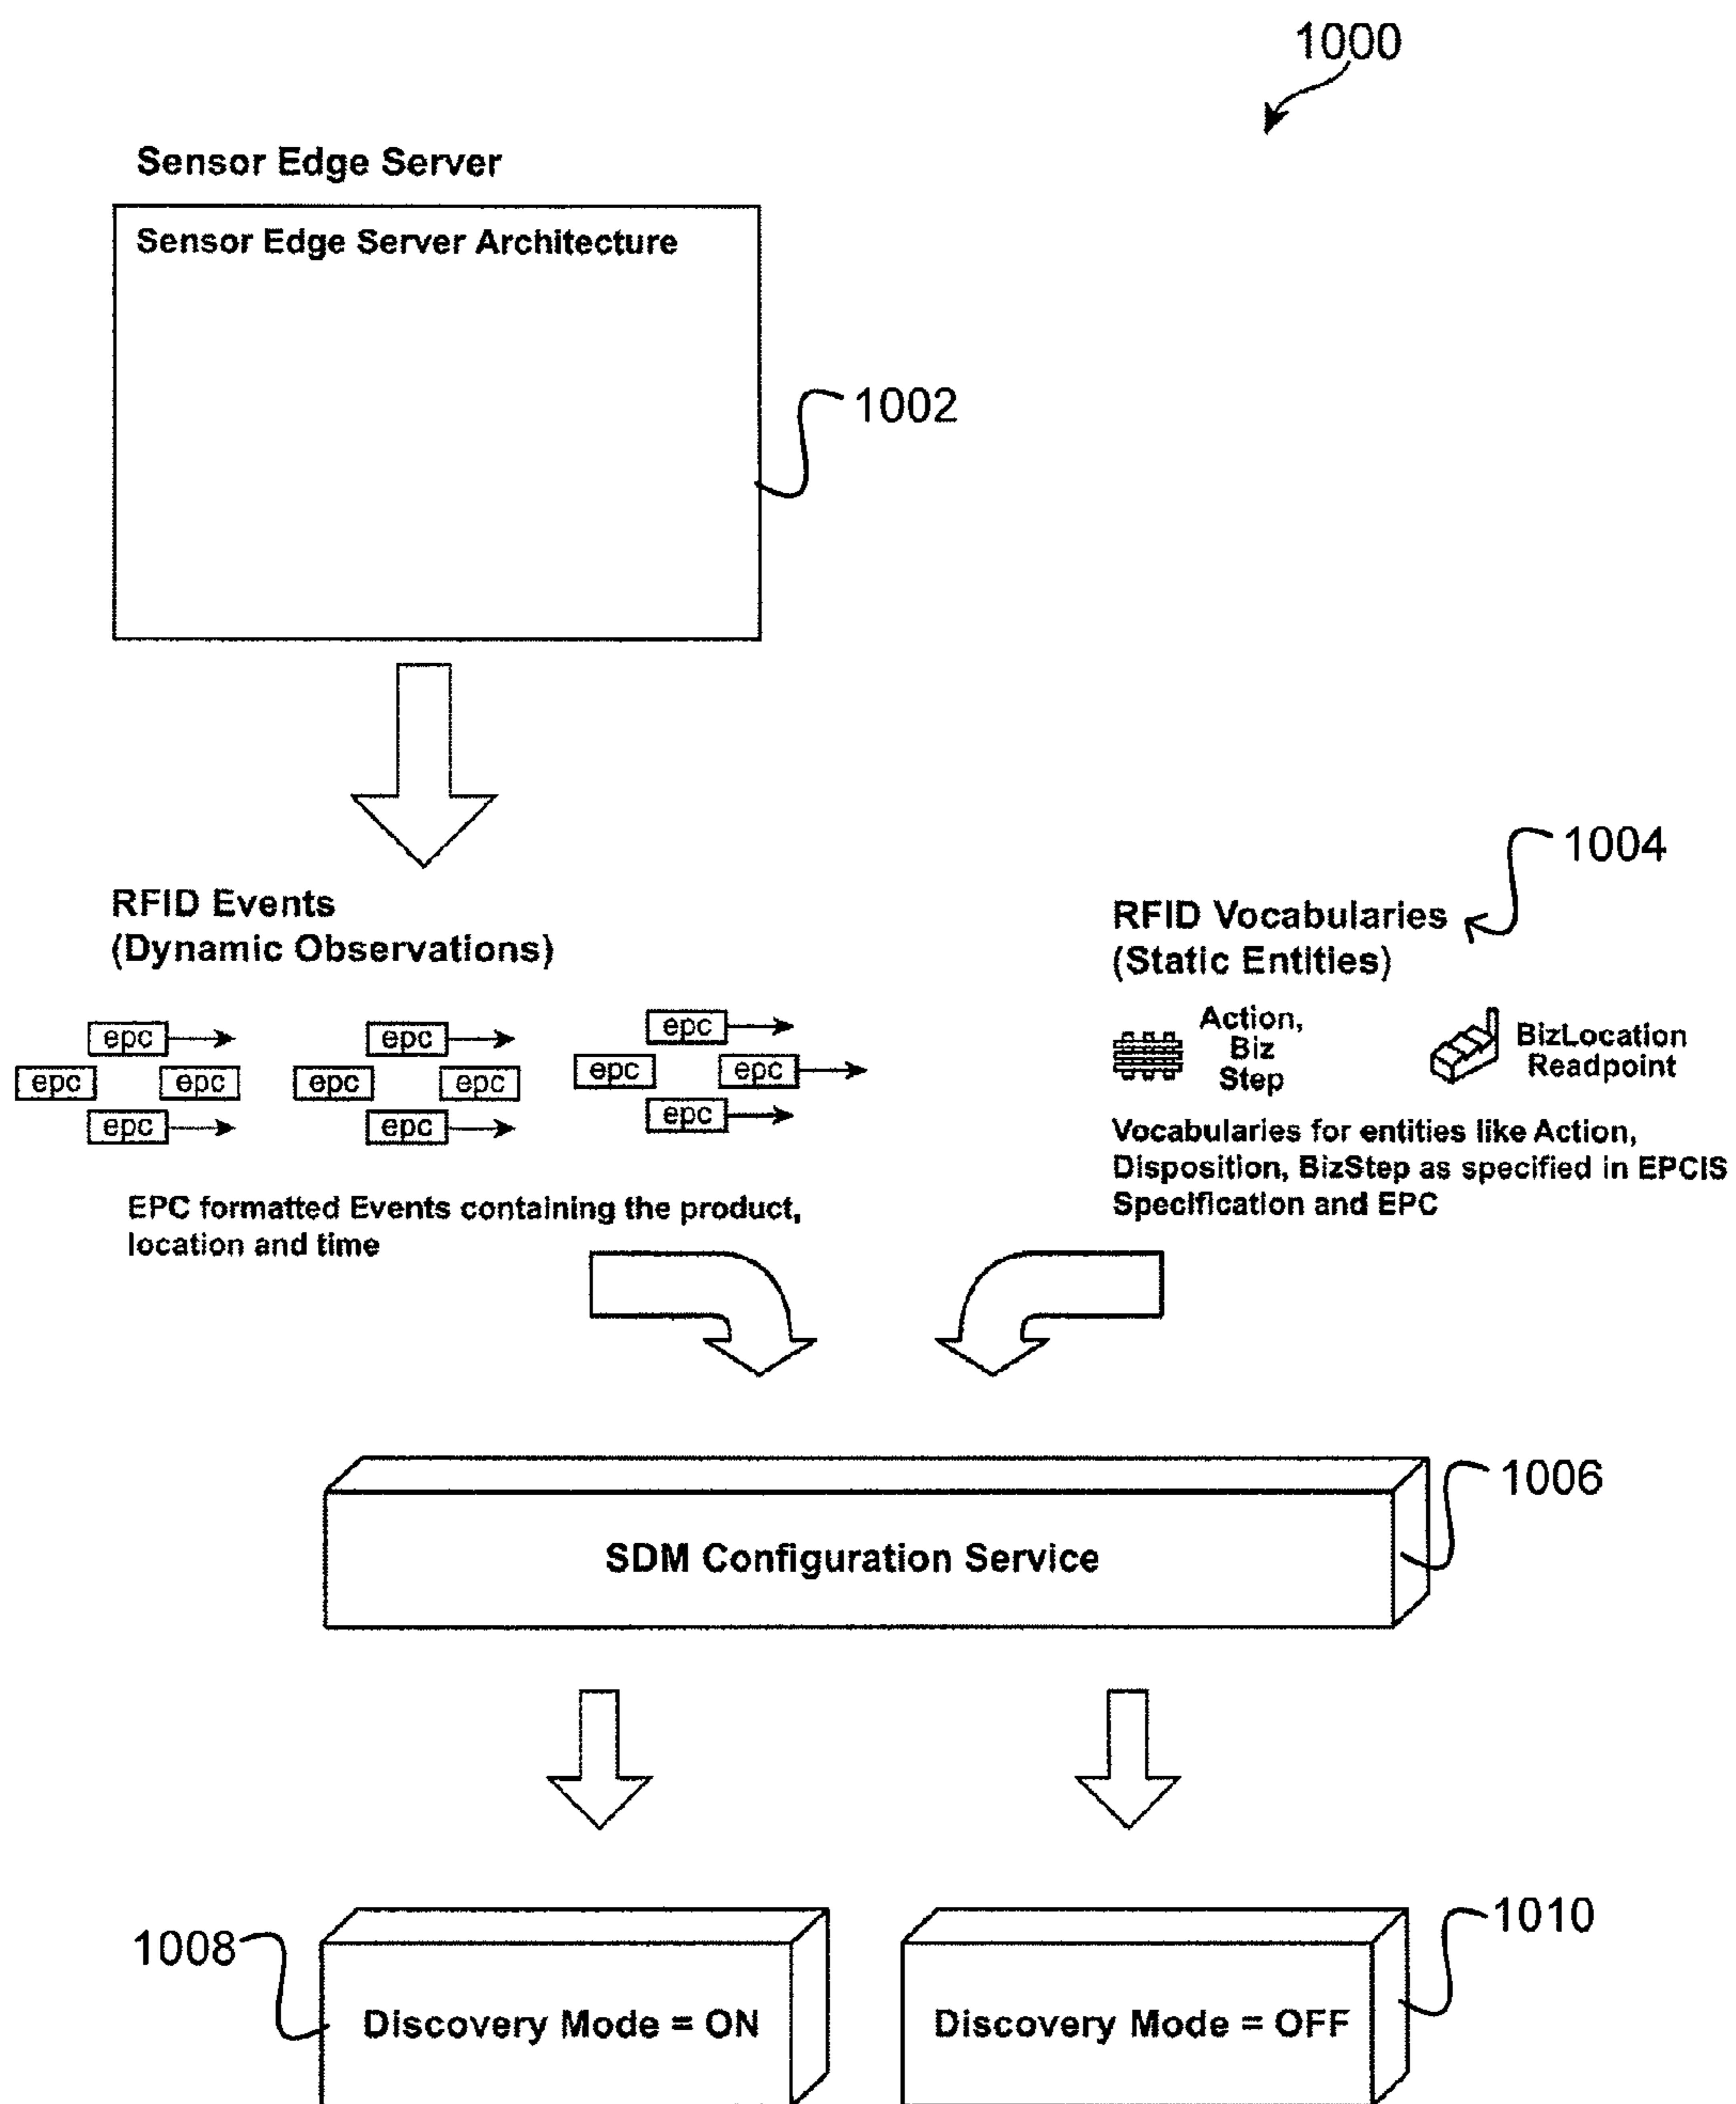 1000
Sensor Edge Server
Sensor Edge Server Architecture
1002
1004
RFID Events
(Dynamic Observations)
RFID Vocabularies
(Static Entities)
epc
epc
epc
epc
epc
epc
epc
epc
epc
epc
epc
epc
Action,
Biz
Step
BizLocation
Readpoint
Vocabularies for entities like Action,
Disposition, BizStep as specified in EPCIS
Specification and EPC
EPC formatted Events containing the product,
location and time
1006
SDM Configuration Service
1008
1010
Discovery Mode = ON
Discovery Mode = OFF